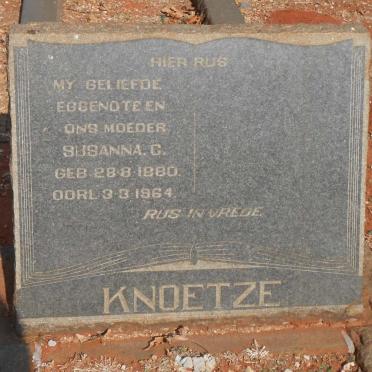 HIER RUS
MY GELIEFDE
EGGENOTE EN
ONS MOEDER
SUSANNA. C.
GEB 28·8·1880.
OORL 3·3·1964.
RUS IN VREDE.
KNOETZE